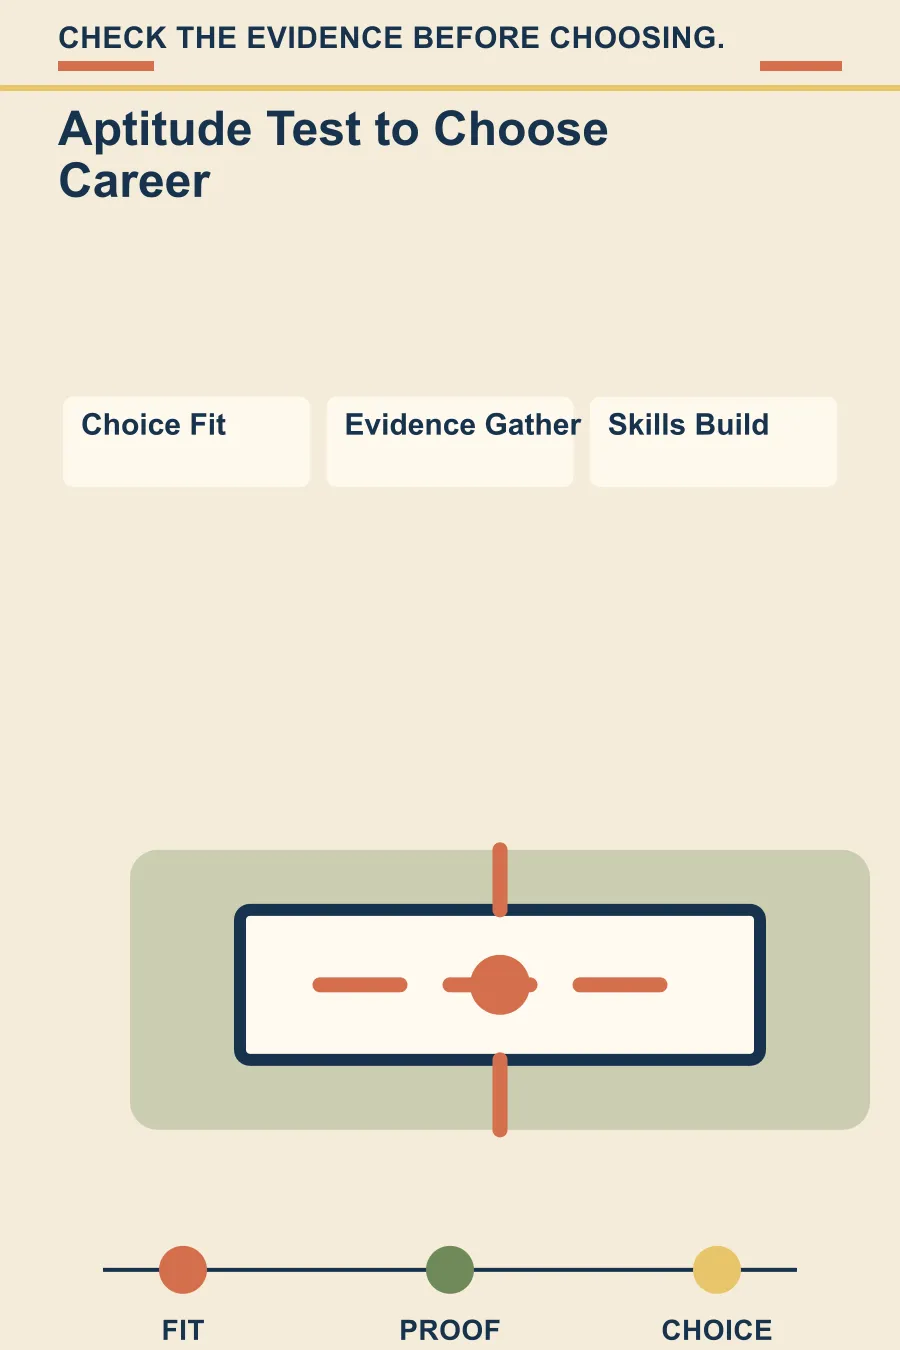 CHECK THE EVIDENCE BEFORE CHOOSING.
Aptitude Test to Choose
Career
Choice Fit
Evidence Gather
Skills Build
FIT
PROOF
CHOICE